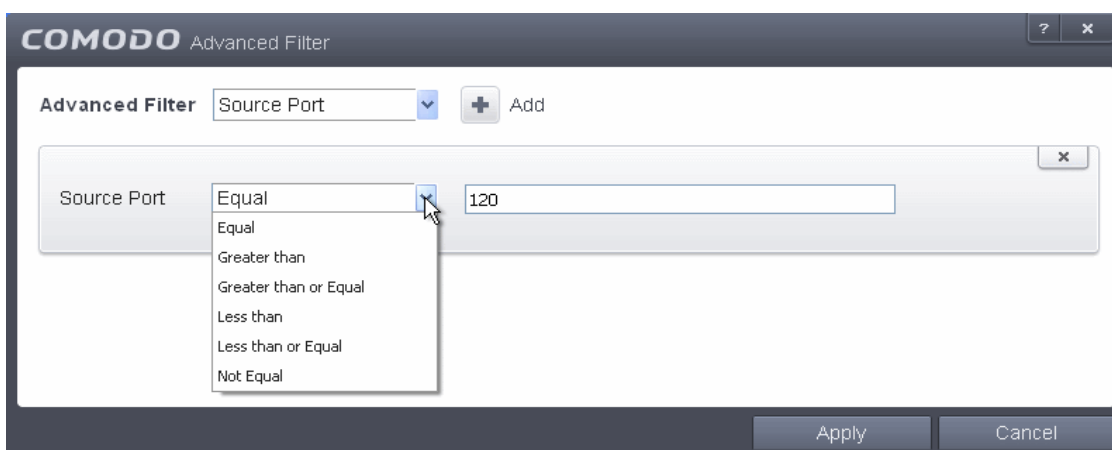 COMODO Advanced Filter ? x
Advanced Filter Source Port + Add
x
Source Port Equal 120
Equal
Greater than
Greater than or Equal
Less than
Less than or Equal
Not Equal
Apply Cancel